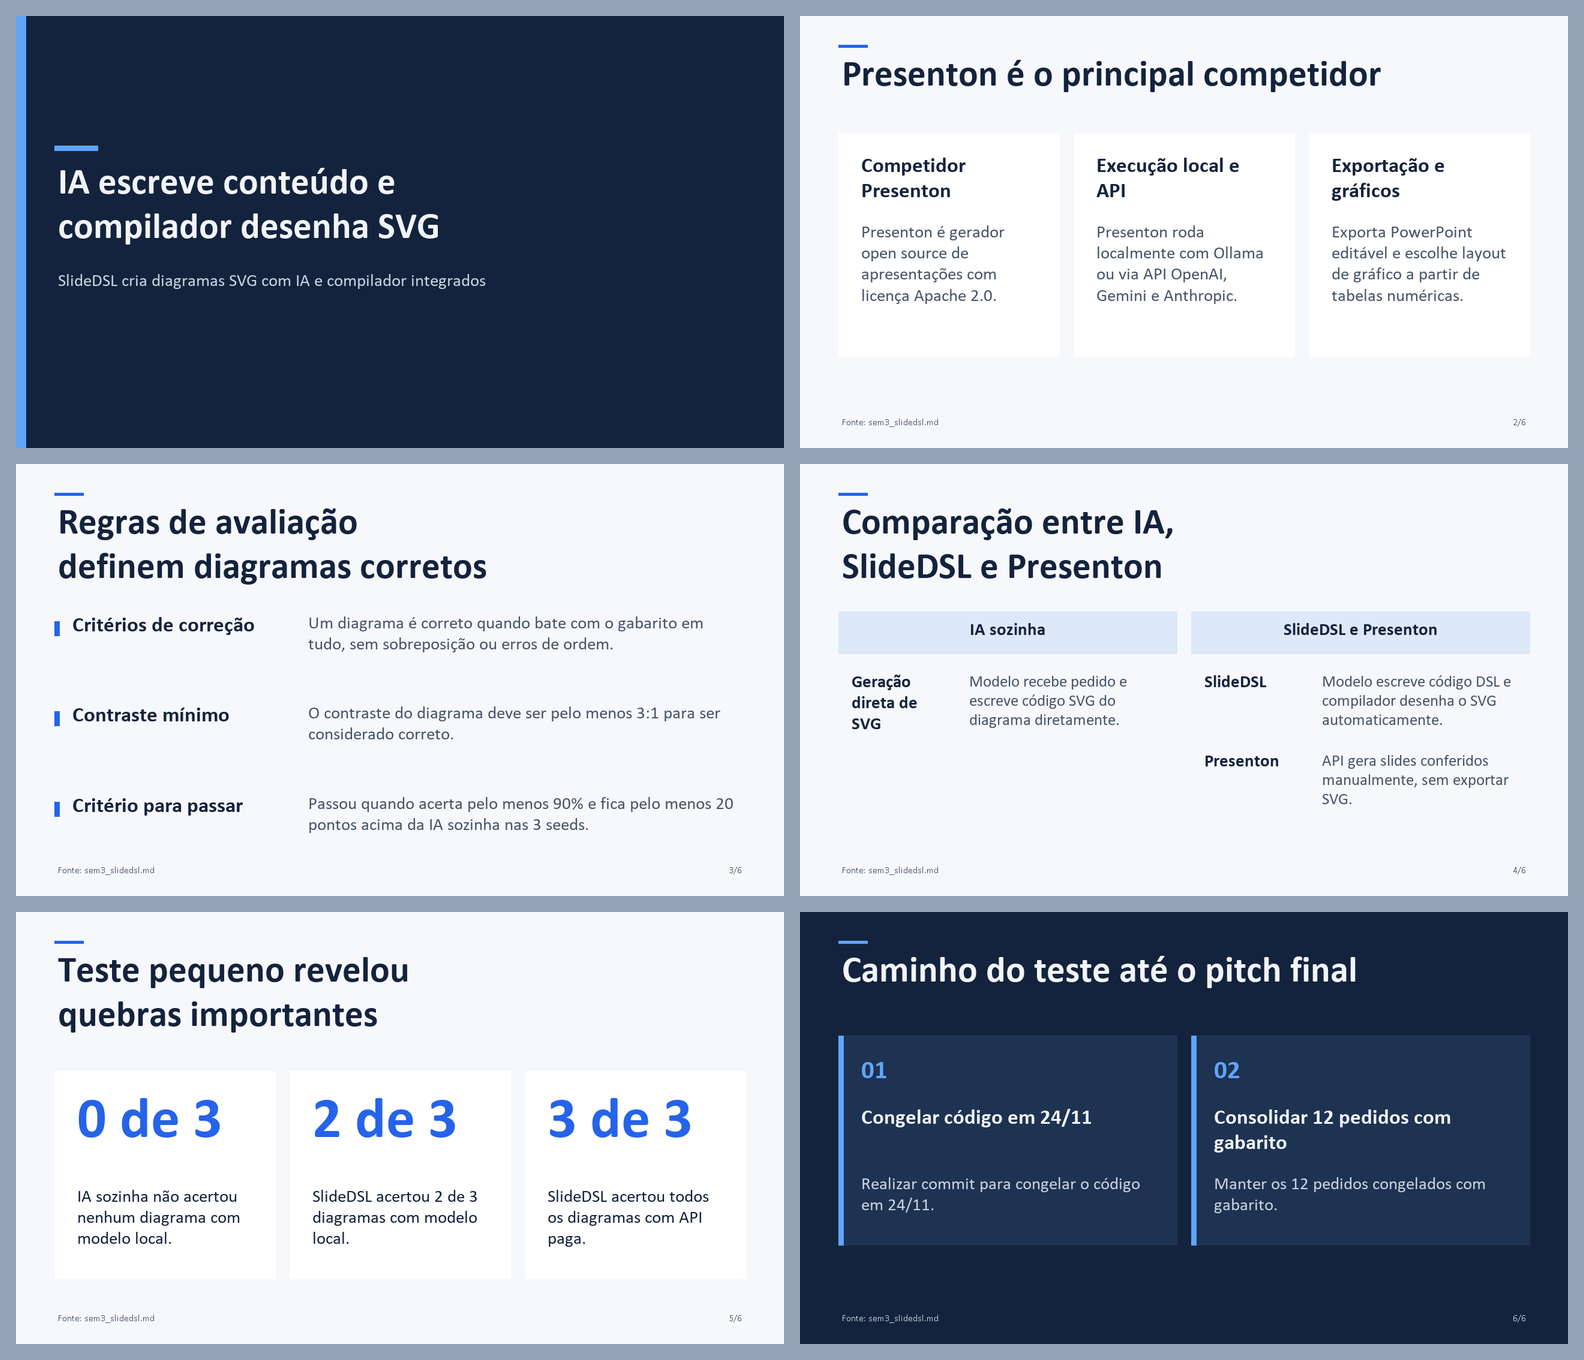 IA escreve conteúdo e
compilador desenha SVG
SlideDSL cria diagramas SVG com IA e compilador integrados
Presenton é o principal competidor
Competidor
Presenton
Presenton é gerador
open source de
apresentações com
licença Apache 2.0.
Execução local e
API
Presenton roda
localmente com Ollama
ou via API OpenAI,
Gemini e Anthropic.
Exportação e
gráficos
Exporta PowerPoint
editável e escolhe layout
de gráfico a partir de
tabelas numéricas.
Fonte: sem3_slidedsl.md
2/6
Regras de avaliação
definem diagramas corretos
Critérios de correção
Um diagrama é correto quando bate com o gabarito em
tudo, sem sobreposição ou erros de ordem.
Contraste mínimo
O contraste do diagrama deve ser pelo menos 3:1 para ser
considerado correto.
Critério para passar
Passou quando acerta pelo menos 90% e fica pelo menos 20
pontos acima da IA sozinha nas 3 seeds.
Fonte: sem3_slidedsl.md
3/6
Comparação entre IA,
SlideDSL e Presenton
IA sozinha
Geração
direta de
SVG
Modelo recebe pedido e
escreve código SVG do
diagrama diretamente.
SlideDSL e Presenton
SlideDSL
Modelo escreve código DSL e
compilador desenha o SVG
automaticamente.
Presenton
API gera slides conferidos
manualmente, sem exportar
SVG.
Fonte: sem3_slidedsl.md
4/6
Teste pequeno revelou
quebras importantes
0 de 3
IA sozinha não acertou
nenhum diagrama com
modelo local.
2 de 3
SlideDSL acertou 2 de 3
diagramas com modelo
local.
3 de 3
SlideDSL acertou todos
os diagramas com API
paga.
Fonte: sem3_slidedsl.md
5/6
Caminho do teste até o pitch final
01
Congelar código em 24/11
Realizar commit para congelar o código
em 24/11.
02
Consolidar 12 pedidos com
gabarito
Manter os 12 pedidos congelados com
gabarito.
Fonte: sem3_slidedsl.md
6/6